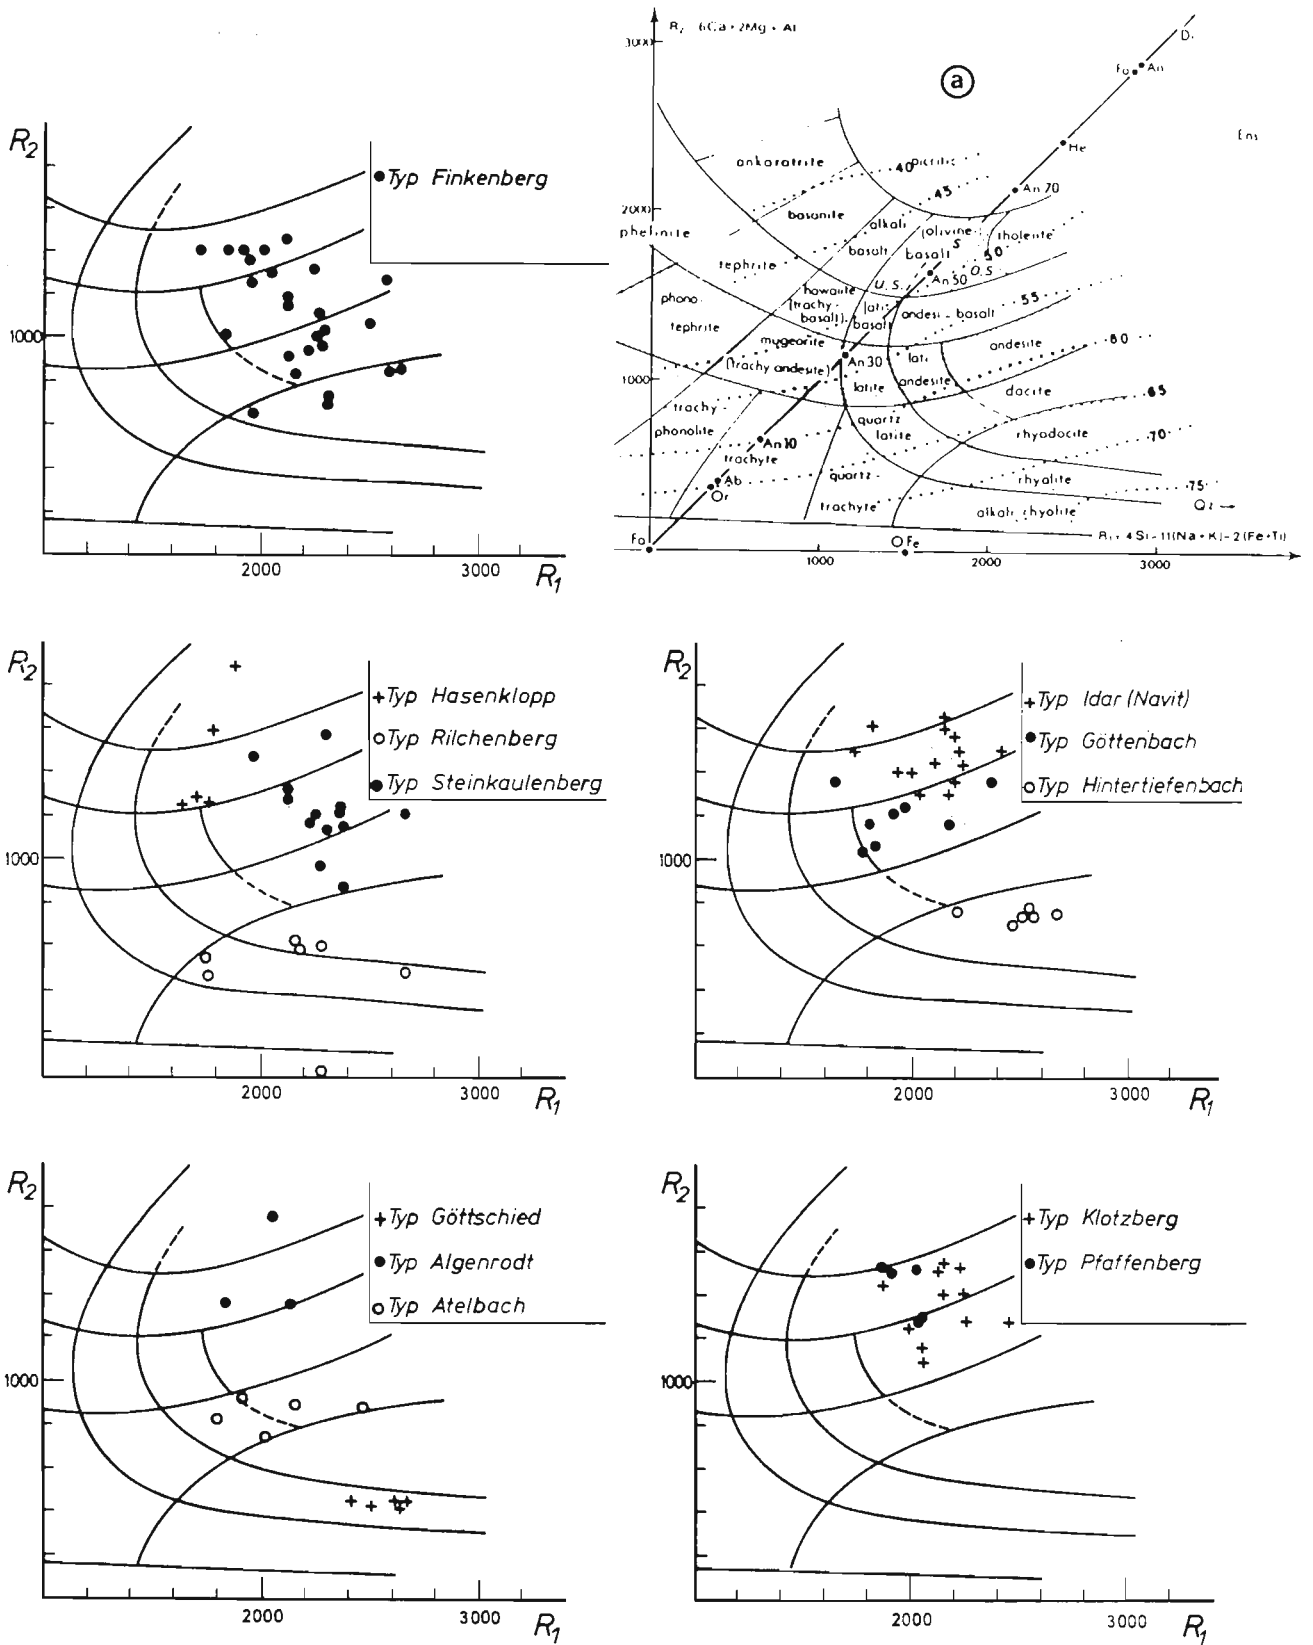 R₂
Typ Finkenberg
1000
2000
3000
R₁
R₂ 6Ca+2Mg+Al
a
3000
Di
Fo
An
He
Ens
ankaratrite
40
picritic
45
An 70
2000
basanite
alkali
(olivine-
S
tholeiite
phelinite
basalt
basalt
50
tephrite
An 50
O.S.
U.S.
phono.
hawaiite
(trachy-
basalt)
lati
basalt
andesi - basalt
55
tephrite
mugeorite
andesite
60
(trachy andesite)
An 30
lati
andesite
1000
latite
dacite
65
trachy-
quartz
latite
phonolite
rhyodocite
70
An 10
trachyte
Ab
quartz-
rhyolite
75
Or
trachyte
alkali rhyolite
Qz →
Fa
Fe
R₁ = 4Si-11(Na+K)-2(Fe+Ti)
1000
2000
3000
R₂
Typ Hasenklopp
Typ Rilchenberg
Typ Steinkaulenberg
1000
2000
3000
R₁
R₂
Typ Idar (Navit)
Typ Göttenbach
Typ Hintertiefenbach
1000
2000
3000
R₁
R₂
Typ Göttschied
Typ Algenrodt
Typ Atelbach
1000
2000
3000
R₁
R₂
Typ Klotzberg
Typ Pfaffenberg
1000
2000
3000
R₁